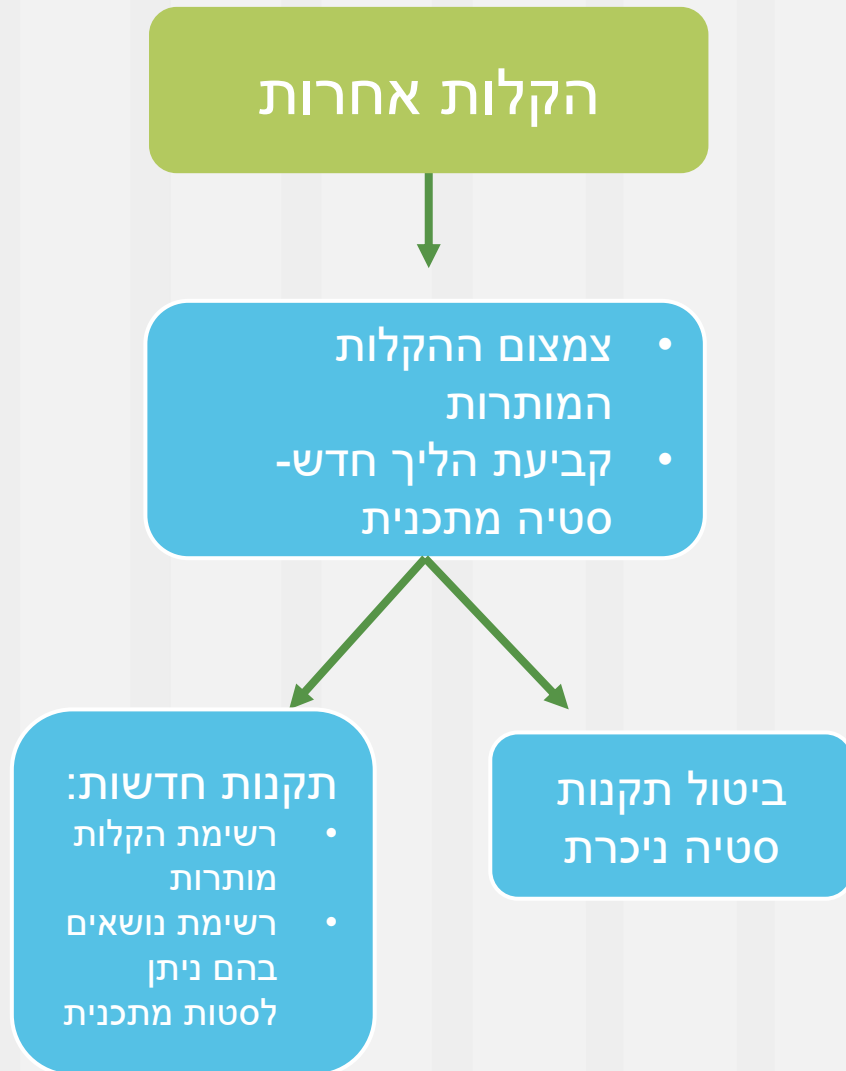 הקלות אחרות
• צמצום ההקלות
המותרות
• קביעת הליך חדש-
סטיה מתכנית
ביטול תקנות
סטיה ניכרת
תקנות חדשות:
• רשימת הקלות
מותרות
• רשימת נושאים
בהם ניתן
לסטות מתכנית